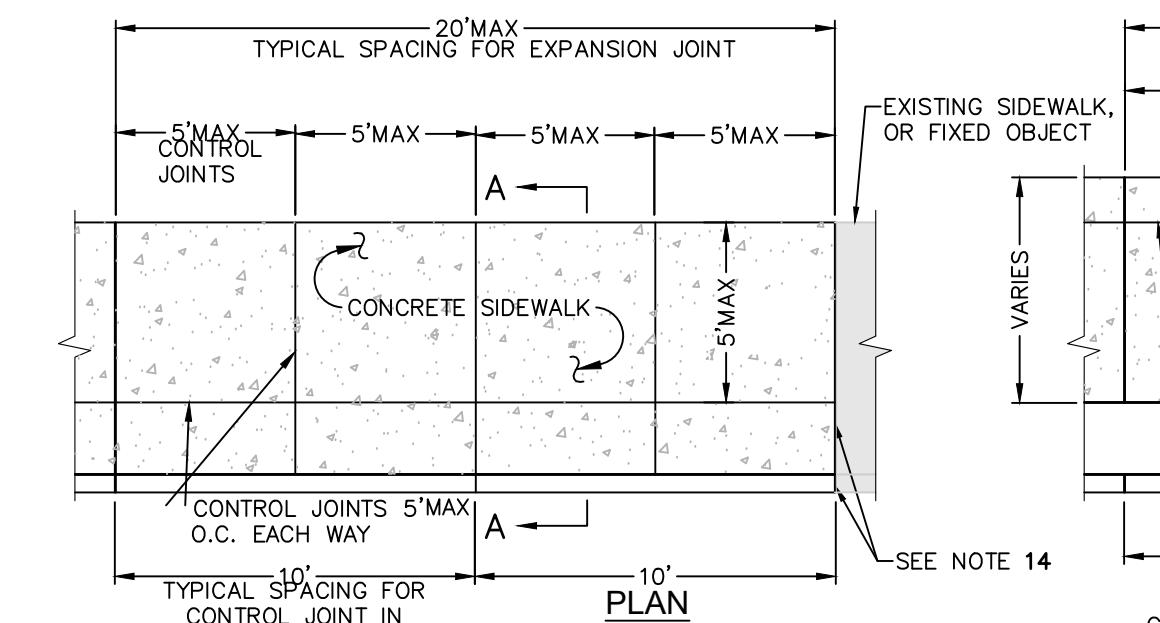 20'MAX
TYPICAL SPACING FOR EXPANSION JOINT
5'MAX
5'MAX
5'MAX
5'MAX
CONTROL
JOINTS
EXISTING SIDEWALK,
OR FIXED OBJECT
A
CONCRETE SIDEWALK
5'MAX
VARIES
CONTROL JOINTS 5'MAX
O.C. EACH WAY
A
SEE NOTE 14
10'
10'
TYPICAL SPACING FOR
CONTROL JOINT IN
PLAN